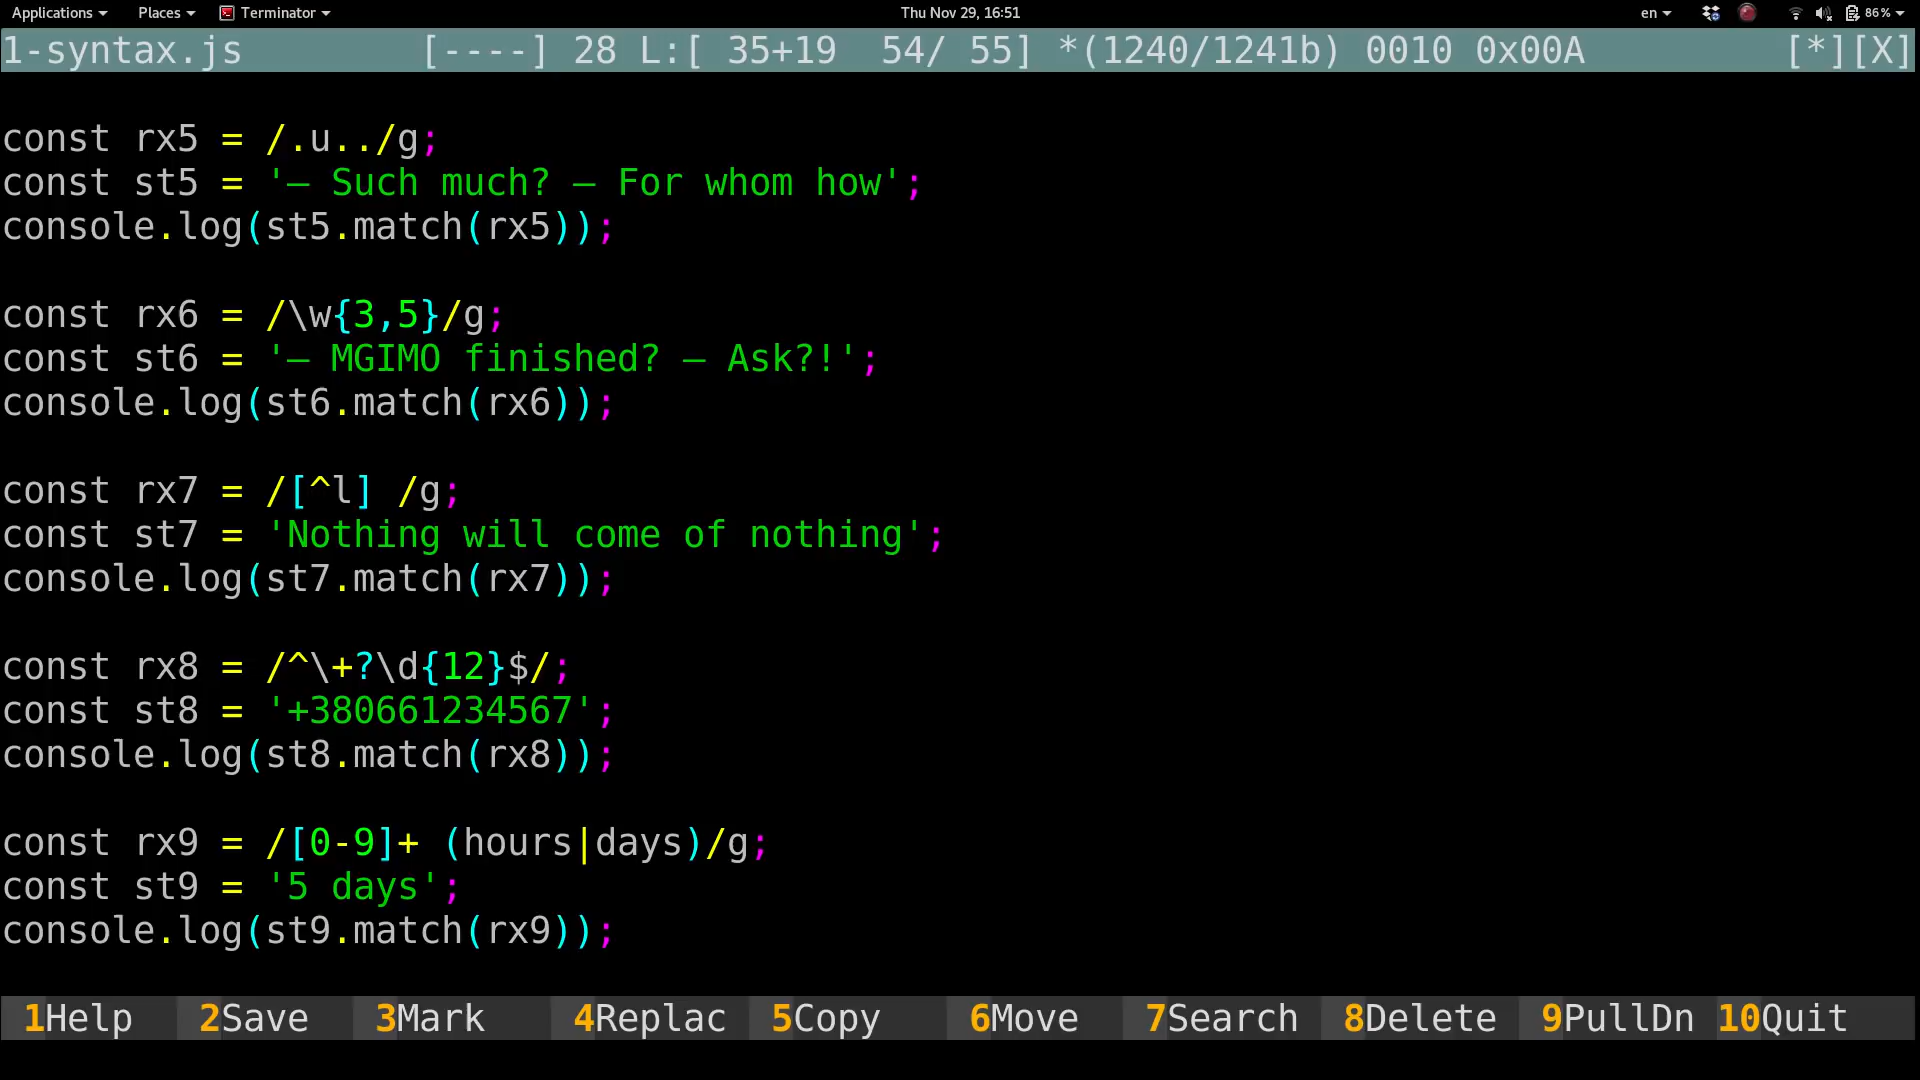 Applications Places Terminator Thu Nov 29, 16:51 en 86%
1-syntax.js [----] 28 L:[ 35+19 54/ 55] *(1240/1241b) 0010 0x00A [*][X]
const rx5 = /.u../g;
const st5 = '— Such much? — For whom how';
console.log(st5.match(rx5));
const rx6 = /\w{3,5}/g;
const st6 = '— MGIMO finished? — Ask?!';
console.log(st6.match(rx6));
const rx7 = /[^l] /g;
const st7 = 'Nothing will come of nothing';
console.log(st7.match(rx7));
const rx8 = /^\+?\d{12}$/;
const st8 = '+380661234567';
console.log(st8.match(rx8));
const rx9 = /[0-9]+ (hours|days)/g;
const st9 = '5 days';
console.log(st9.match(rx9));
1Help 2Save 3Mark 4Replac 5Copy 6Move 7Search 8Delete 9PullDn 10Quit